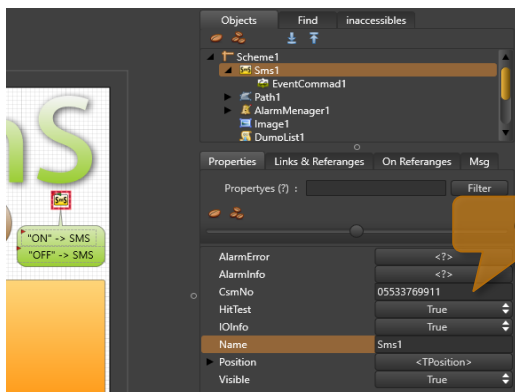 Objects Find inaccessibles
Scheme1
Sms1
EventCommad1
Path1
AlarmMenager1
Image1
DumpList1
Properties Links & Referanges On Referanges Msg
Propertyes (?) : Filter
AlarmError <?>
AlarmInfo <?>
CsmNo 05533769911
HitTest True
IOInfo True
Name Sms1
Position <TPosition>
Visible True
mS
S=S
"ON" -> SMS
"OFF" -> SMS